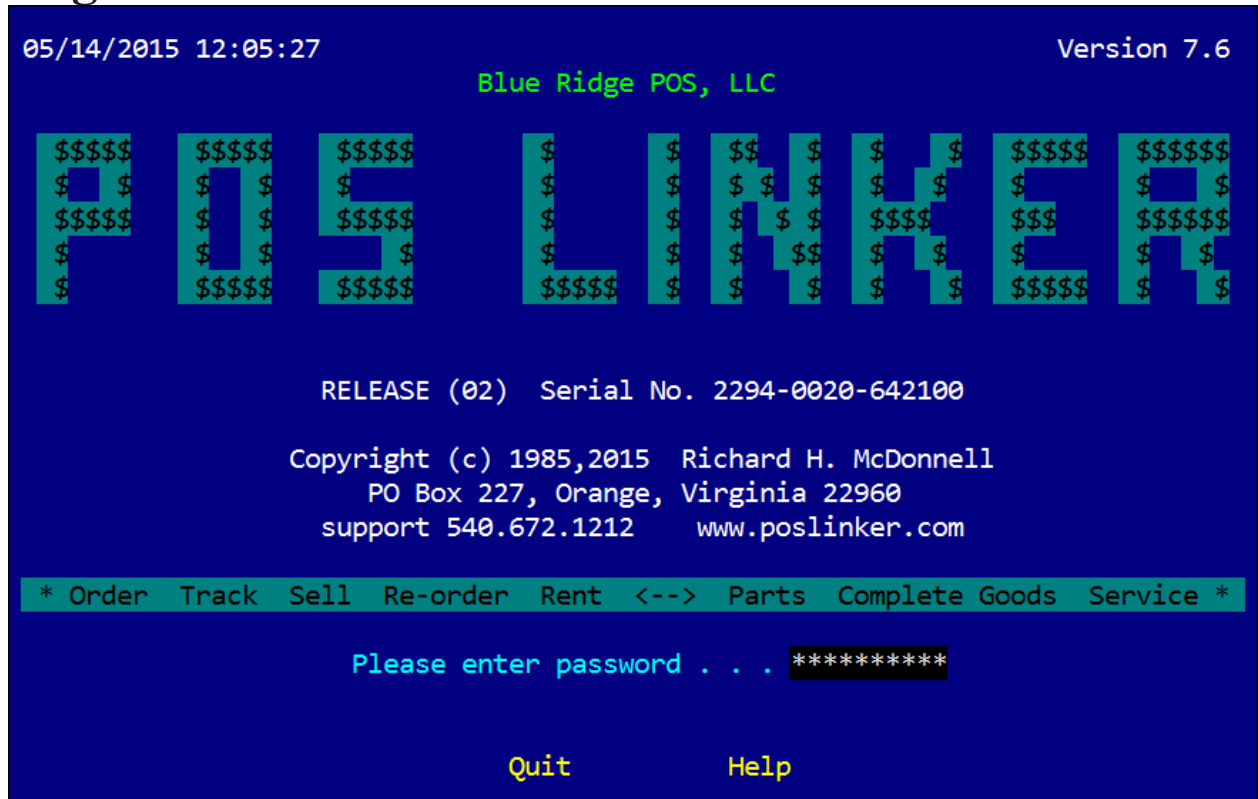 05/14/2015 12:05:27 Version 7.6
Blue Ridge POS, LLC
POS LINKER
RELEASE (02) Serial No. 2294-0020-642100
Copyright (c) 1985,2015 Richard H. McDonnell
PO Box 227, Orange, Virginia 22960
support 540.672.1212 www.poslinker.com
* Order Track Sell Re-order Rent <--> Parts Complete Goods Service *
Please enter password . . . **********
Quit Help